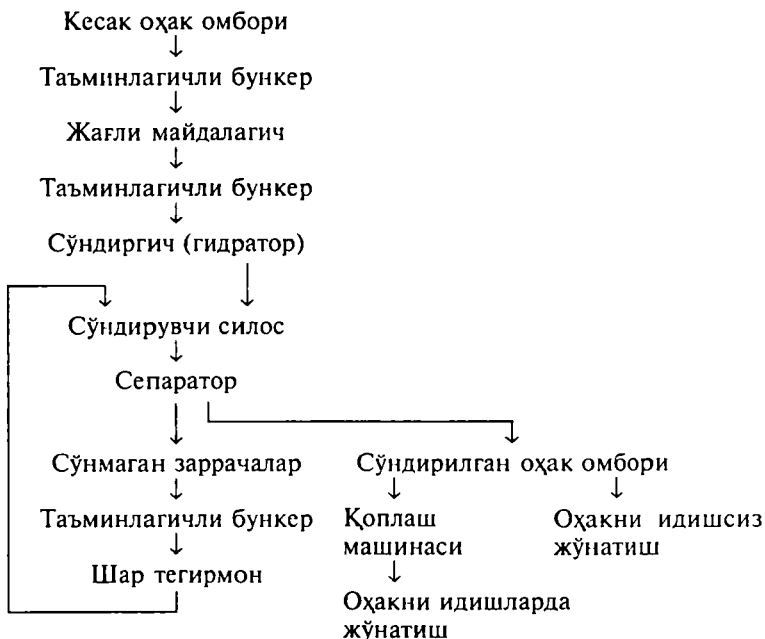 Кесак оҳак омбори
Таъминлагичли бункер
Жағли майдалагич
Таъминлагичли бункер
Сўндиргич (гидратор)
Сўндирувчи силос
Сепаратор
Сўнмаган заррачалар
Таъминлагичли бункер
Шар тегирмон
Сўндирилган оҳак омбори
Қоплаш
машинаси
Оҳакни идишларда
жўнатиш
Оҳакни идишсиз
жўнатиш